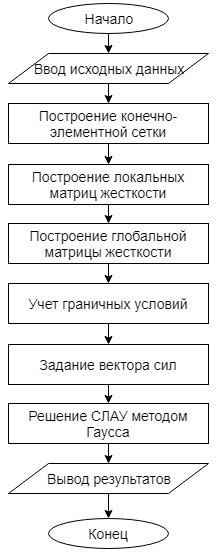 Начало
Ввод исходных данных
Построение конечно-
элементной сетки
Построение локальных
матриц жесткости
Построение глобальной
матрицы жесткости
Учет граничных условий
Задание вектора сил
Решение СЛАУ методом
Гаусса
Вывод результатов
Конец